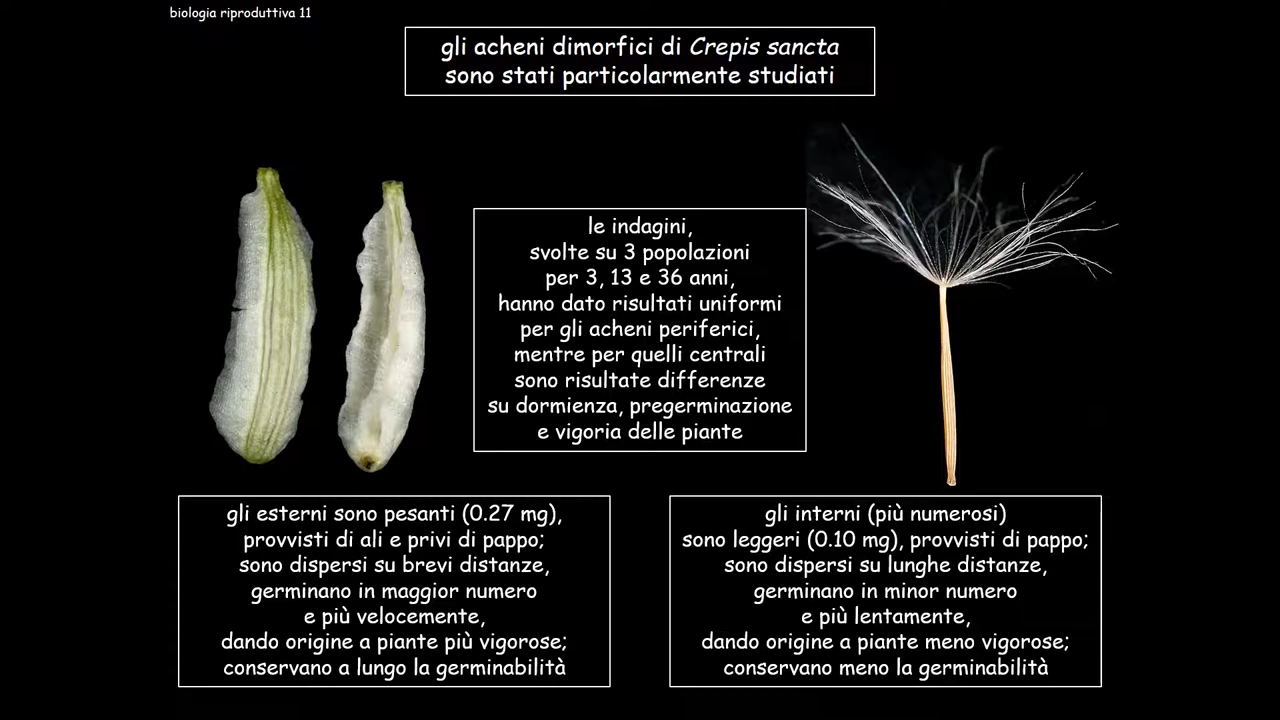 biologia riproduttiva 11
gli acheni dimorfici di Crepis sancta
sono stati particolarmente studiati
le indagini,
svolte su 3 popolazioni
per 3, 13 e 36 anni,
hanno dato risultati uniformi
per gli acheni periferici,
mentre per quelli centrali
sono risultate differenze
su dormienza, pregerminazione
e vigoria delle piante
gli esterni sono pesanti (0.27 mg),
provvisti di ali e privi di pappo;
sono dispersi su brevi distanze,
germinano in maggior numero
e più velocemente,
dando origine a piante più vigorose;
conservano a lungo la germinabilità
gli interni (più numerosi)
sono leggeri (0.10 mg), provvisti di pappo;
sono dispersi su lunghe distanze,
germinano in minor numero
e più lentamente,
dando origine a piante meno vigorose;
conservano meno la germinabilità